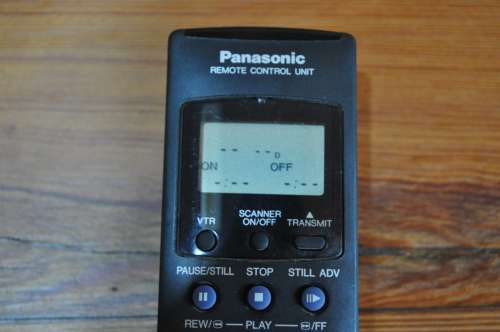 Panasonic
REMOTE CONTROL UNIT
-- --D
ON OFF
-:-- -:--
VTR SCANNER ON/OFF TRANSMIT
PAUSE/STILL STOP STILL ADV
REW/ PLAY /FF